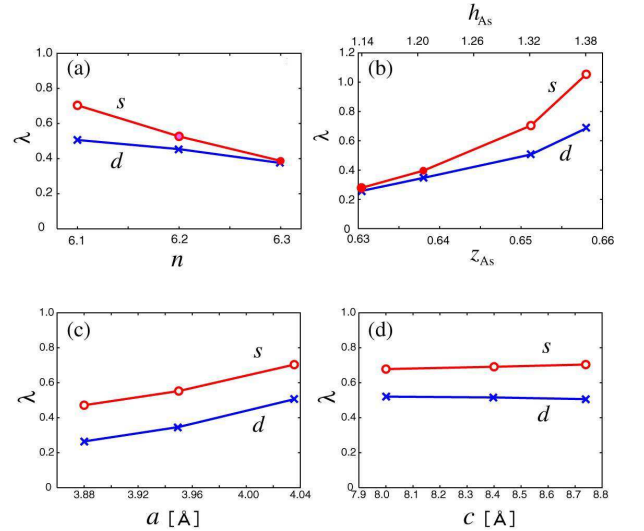 h_As
1.14 1.20 1.26 1.32 1.38
(a)
1.0
0.8
0.6
0.4
0.2
0
λ
s
d
6.1 6.2 6.3
n
(b)
1.2
1.0
0.8
0.6
0.4
0.2
0
λ
s
d
0.63 0.64 0.65 0.66
z_As
(c)
1.0
0.8
0.6
0.4
0.2
0
λ
s
d
3.88 3.92 3.96 4.00 4.04
a [Å]
(d)
1.0
0.8
0.6
0.4
0.2
0
λ
s
d
7.9 8.0 8.1 8.2 8.3 8.4 8.5 8.6 8.7 8.8
c [Å]